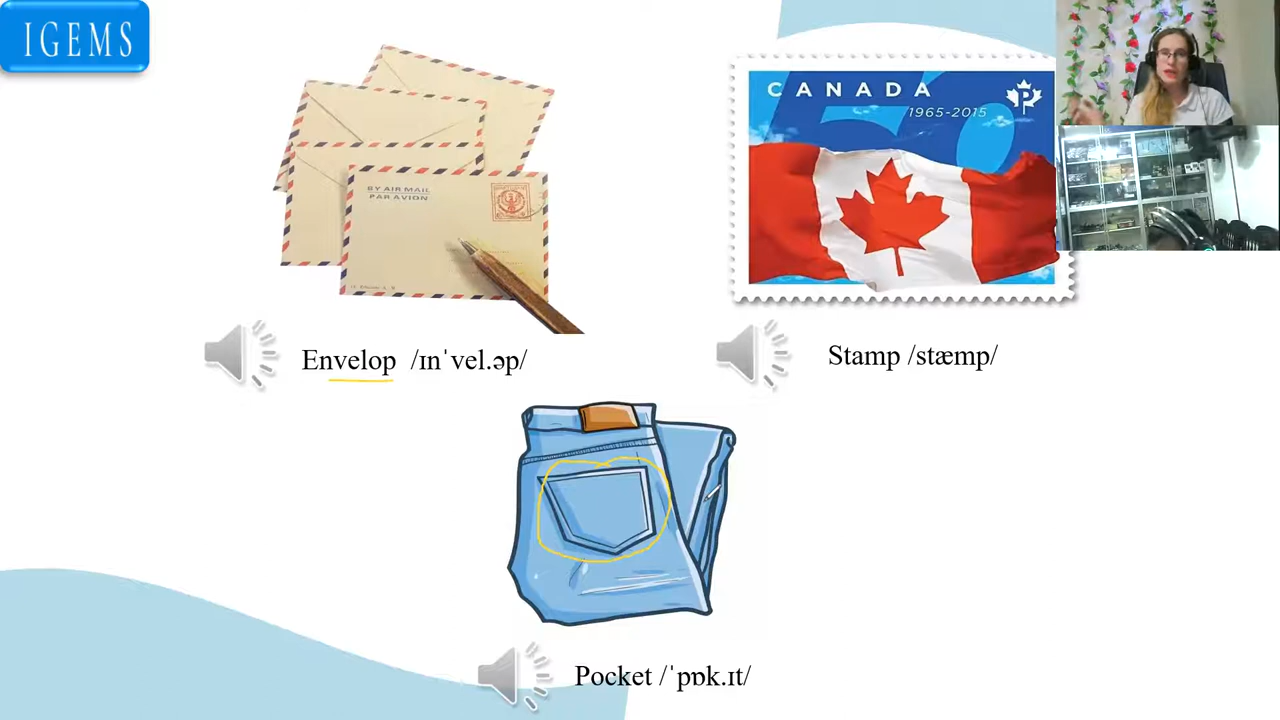 IGEMS
BY AIR MAIL
PAR AVION
CANADA
1965-2015
P
Envelop /ɪnˈvel.əp/
Stamp /stæmp/
Pocket /ˈpɒk.ɪt/